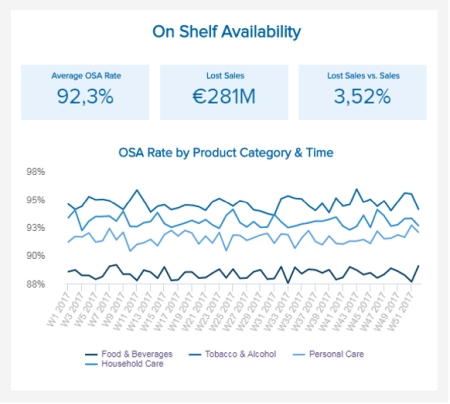 On Shelf Availability
Average OSA Rate
92,3%
Lost Sales
€281M
Lost Sales vs. Sales
3,52%
OSA Rate by Product Category & Time
98%
95%
93%
90%
88%
W1 2017
W3 2017
W5 2017
W7 2017
W9 2017
W11 2017
W13 2017
W15 2017
W17 2017
W19 2017
W21 2017
W23 2017
W25 2017
W27 2017
W29 2017
W31 2017
W33 2017
W35 2017
W37 2017
W39 2017
W41 2017
W43 2017
W45 2017
W47 2017
W49 2017
W51 2017
Food & Beverages
Tobacco & Alcohol
Personal Care
Household Care